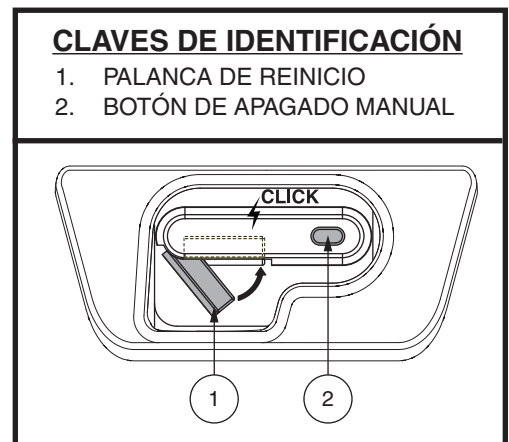 CLAVES DE IDENTIFICACIÓN
1. PALANCA DE REINICIO
2. BOTÓN DE APAGADO MANUAL
CLICK
1 2